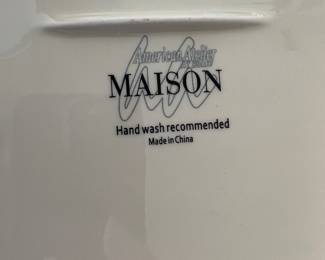 American Atelier
MAISON
Hand wash recommended
Made in China